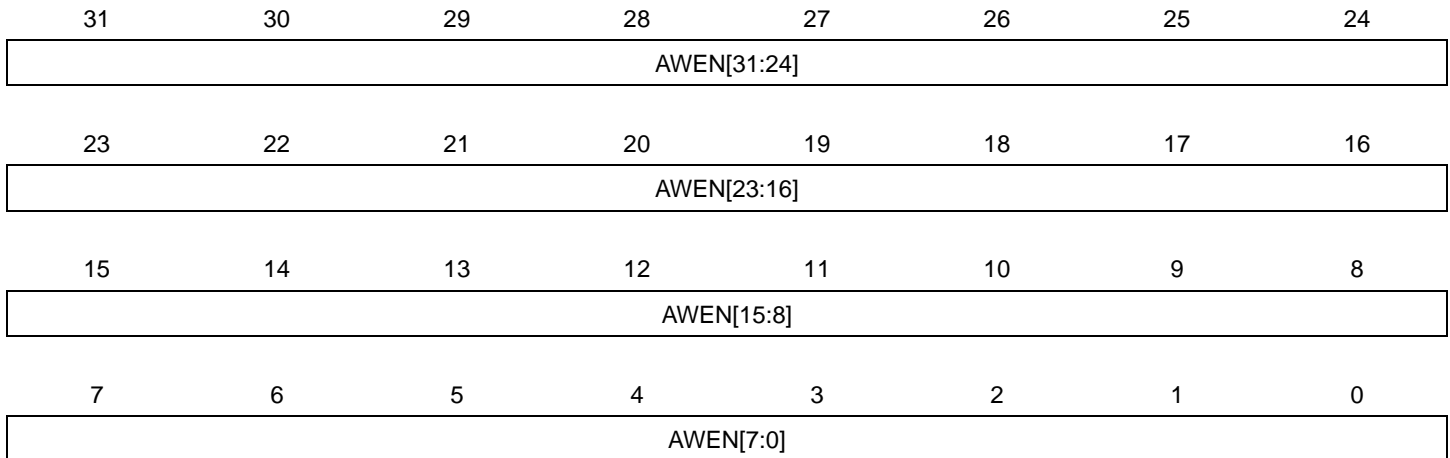 31 30 29 28 27 26 25 24
AWEN[31:24]
23 22 21 20 19 18 17 16
AWEN[23:16]
15 14 13 12 11 10 9 8
AWEN[15:8]
7 6 5 4 3 2 1 0
AWEN[7:0]